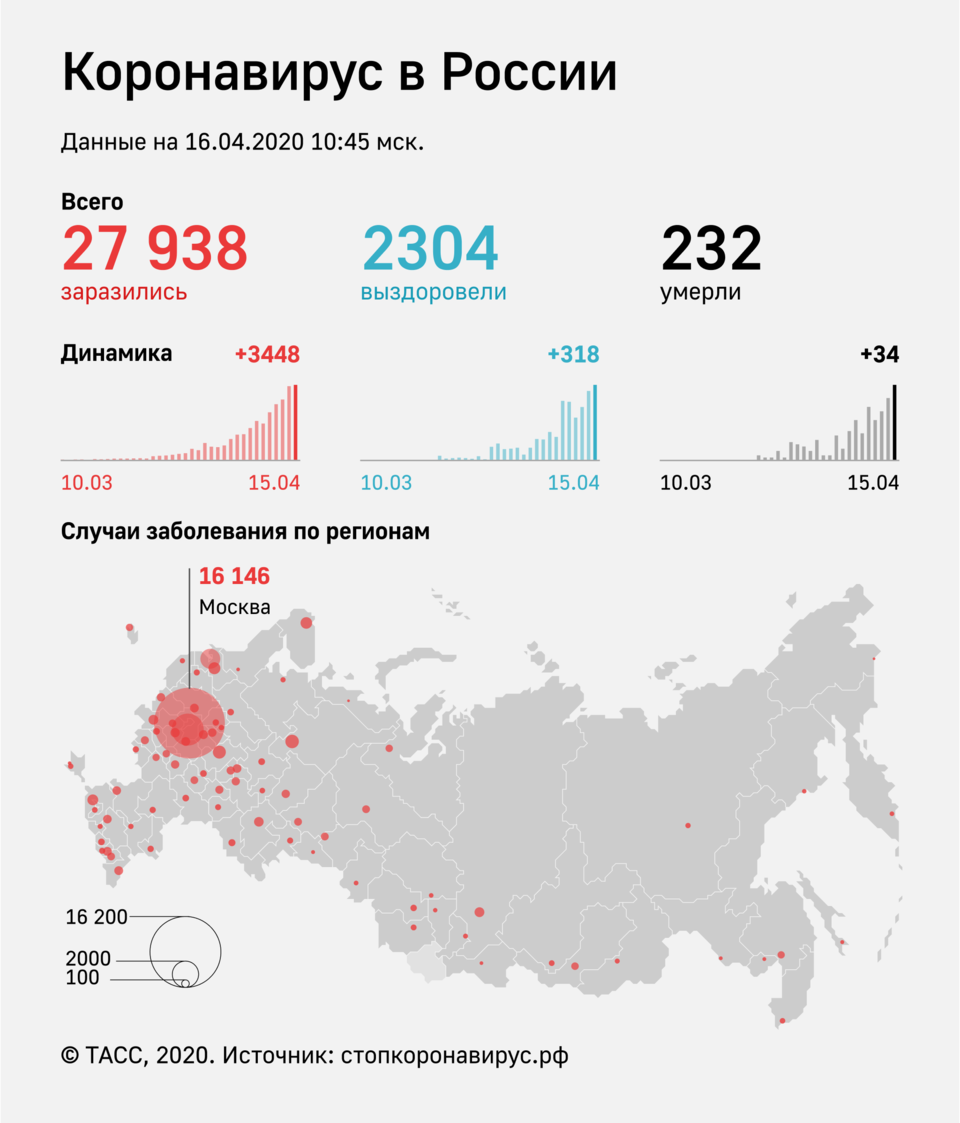 Коронавирус в России
Данные на 16.04.2020 10:45 мск.
Всего
27 938
заразились
2304
выздоровели
232
умерли
Динамика
+3448
10.03
15.04
+318
10.03
15.04
+34
10.03
15.04
Случаи заболевания по регионам
16 146
Москва
16 200
2000
100
© ТАСС, 2020. Источник: стопкоронавирус.рф